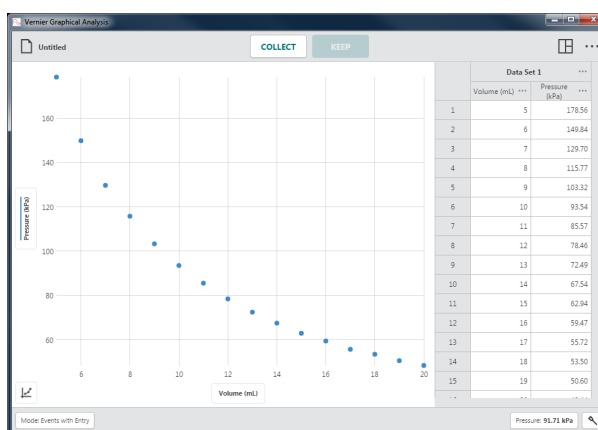 Vernier Graphical Analysis
Untitled
COLLECT
KEEP
Pressure (kPa)
160
140
120
100
80
60
6 8 10 12 14 16 18 20
Volume (mL)
Data Set 1
Volume (mL) Pressure (kPa)
1 5 178.56
2 6 149.84
3 7 129.70
4 8 115.77
5 9 103.32
6 10 93.54
7 11 85.57
8 12 78.46
9 13 72.49
10 14 67.54
11 15 62.94
12 16 59.47
13 17 55.72
14 18 53.50
15 19 50.60
Mode: Events with Entry
Pressure: 91.71 kPa